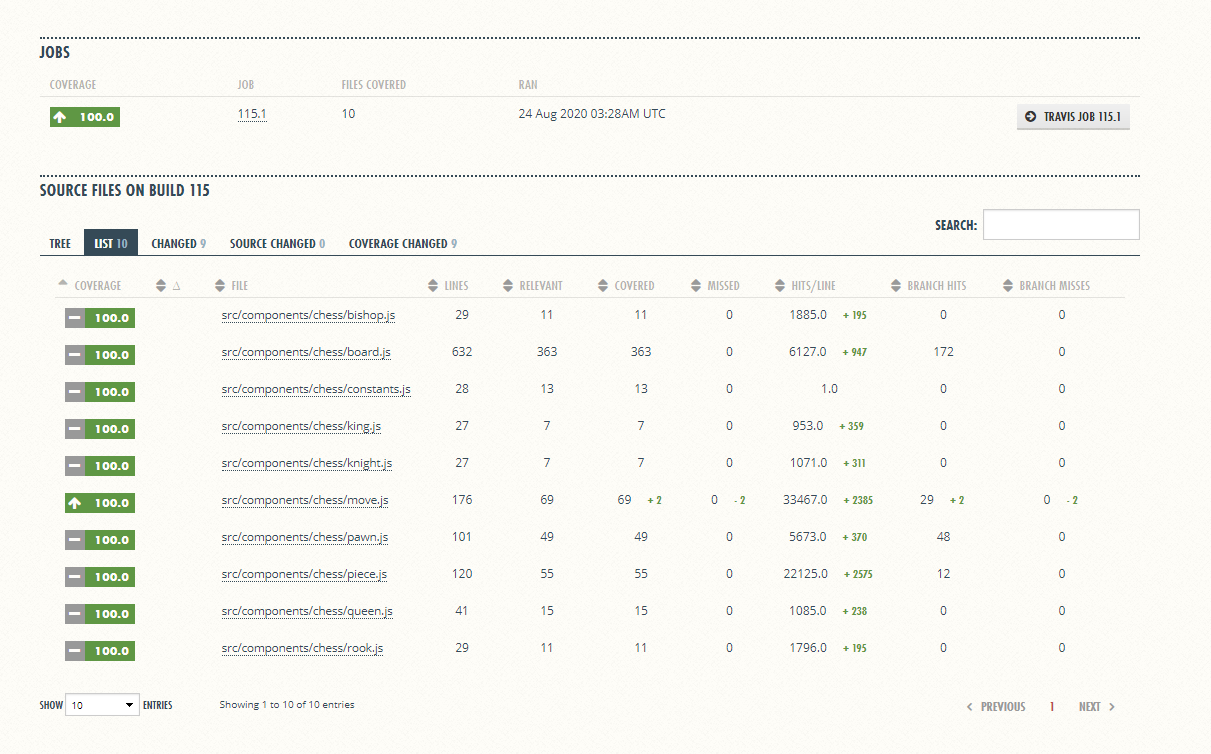 JOBS
COVERAGE JOB FILES COVERED RAN
100.0 115.1 10 24 Aug 2020 03:28AM UTC TRAVIS JOB 115.1
SOURCE FILES ON BUILD 115
SEARCH:
TREE LIST 10 CHANGED 9 SOURCE CHANGED 0 COVERAGE CHANGED 9
COVERAGE Δ FILE LINES RELEVANT COVERED MISSED HITS/LINE BRANCH HITS BRANCH MISSES
100.0 src/components/chess/bishop.js 29 11 11 0 1885.0 + 195 0 0
100.0 src/components/chess/board.js 632 363 363 0 6127.0 + 947 172 0
100.0 src/components/chess/constants.js 28 13 13 0 1.0 0 0
100.0 src/components/chess/king.js 27 7 7 0 953.0 + 359 0 0
100.0 src/components/chess/knight.js 27 7 7 0 1071.0 + 311 0 0
100.0 src/components/chess/move.js 176 69 69 + 2 0 - 2 33467.0 + 2385 29 + 2 0 - 2
100.0 src/components/chess/pawn.js 101 49 49 0 5673.0 + 370 48 0
100.0 src/components/chess/piece.js 120 55 55 0 22125.0 + 2575 12 0
100.0 src/components/chess/queen.js 41 15 15 0 1085.0 + 238 0 0
100.0 src/components/chess/rook.js 29 11 11 0 1796.0 + 195 0 0
SHOW 10 ENTRIES Showing 1 to 10 of 10 entries PREVIOUS 1 NEXT